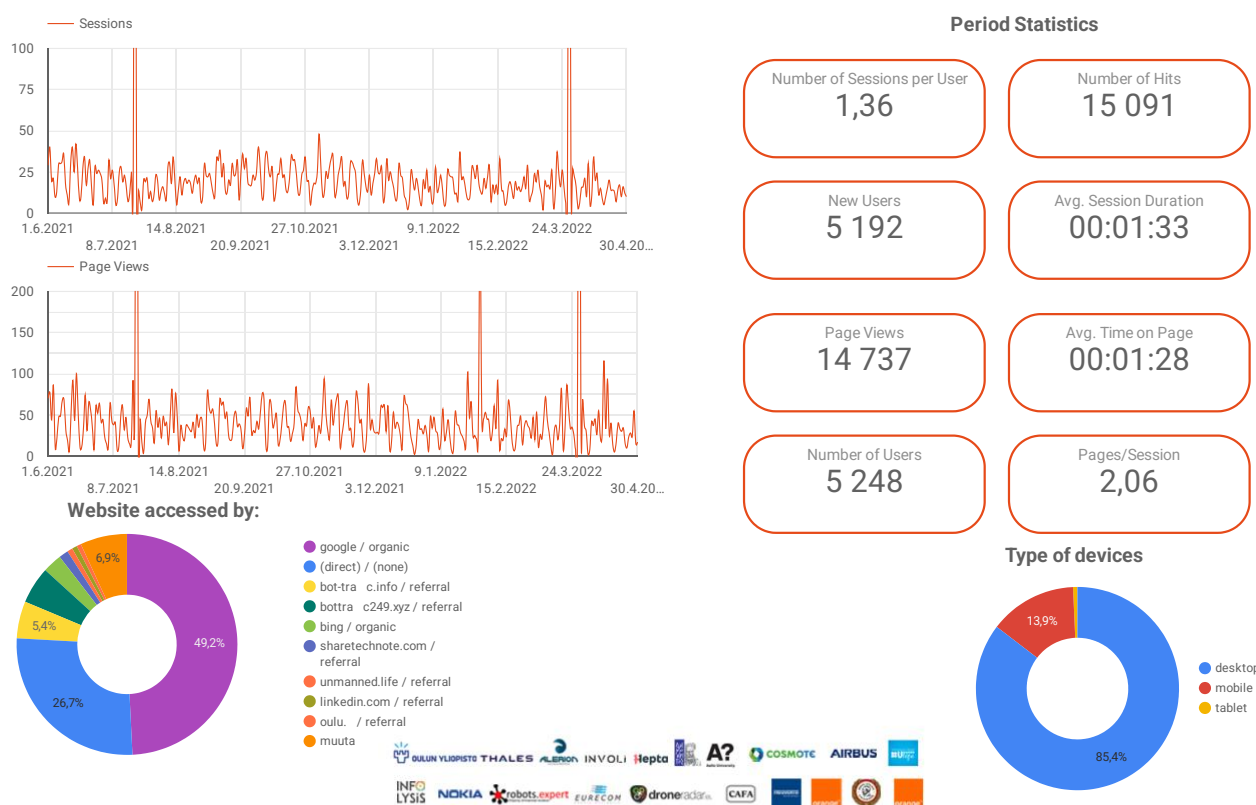 Sessions
100
75
50
25
0
1.6.2021
14.8.2021
27.10.2021
9.1.2022
24.3.2022
8.7.2021
20.9.2021
3.12.2021
15.2.2022
30.4.20...
Page Views
200
150
100
50
0
1.6.2021
14.8.2021
27.10.2021
9.1.2022
24.3.2022
8.7.2021
20.9.2021
3.12.2021
15.2.2022
30.4.20...
Period Statistics
Number of Sessions per User
1,36
Number of Hits
15 091
New Users
5 192
Avg. Session Duration
00:01:33
Page Views
14 737
Avg. Time on Page
00:01:28
Number of Users
5 248
Pages/Session
2,06
Website accessed by:
6,9%
5,4%
49,2%
26,7%
google / organic
(direct) / (none)
bot-tra c.info / referral
bottra c249.xyz / referral
bing / organic
sharetechnote.com /
referral
unmanned.life / referral
linkedin.com / referral
oulu. / referral
muuta
Type of devices
13,9%
85,4%
desktop
mobile
tablet
OULUN YLIOPISTO THALES ALERION INVOLI Hepta A? COSMOTE AIRBUS
INFO
LYSIS NOKIA robots.expert EURECOM droneradar CAFA